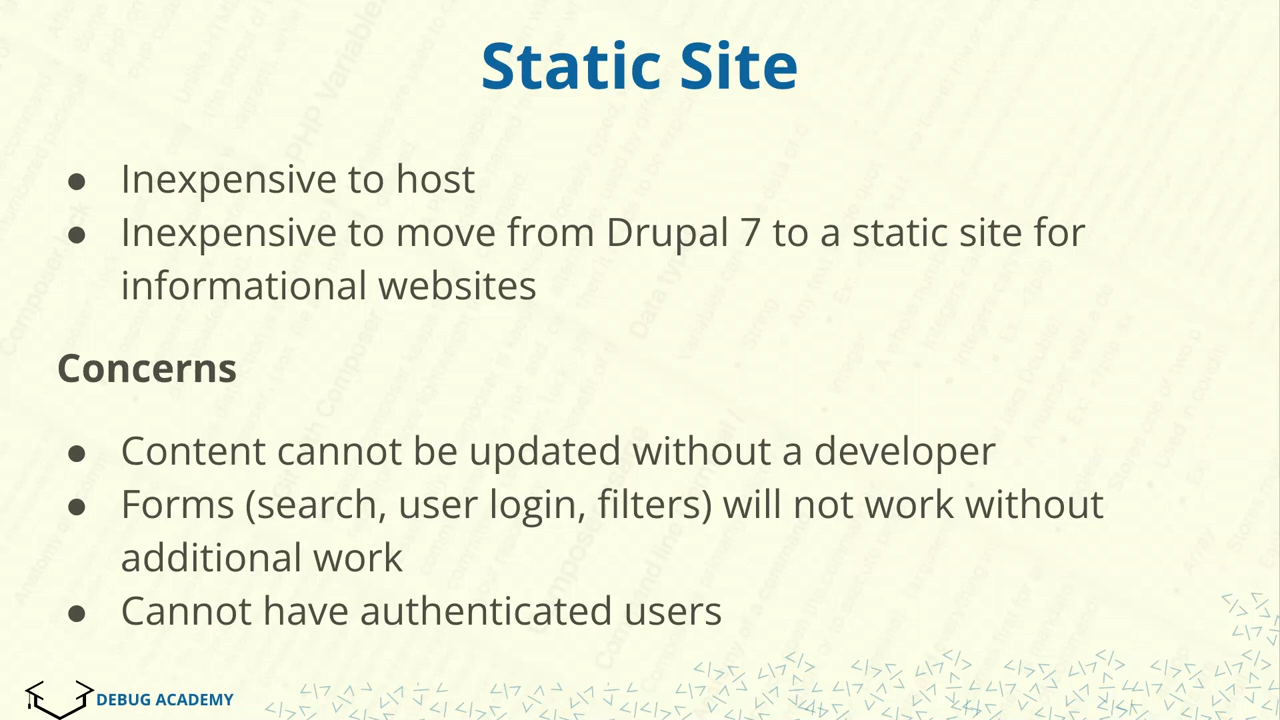 Static Site
● Inexpensive to host
● Inexpensive to move from Drupal 7 to a static site for
informational websites
Concerns
● Content cannot be updated without a developer
● Forms (search, user login, filters) will not work without
additional work
● Cannot have authenticated users
DEBUG ACADEMY